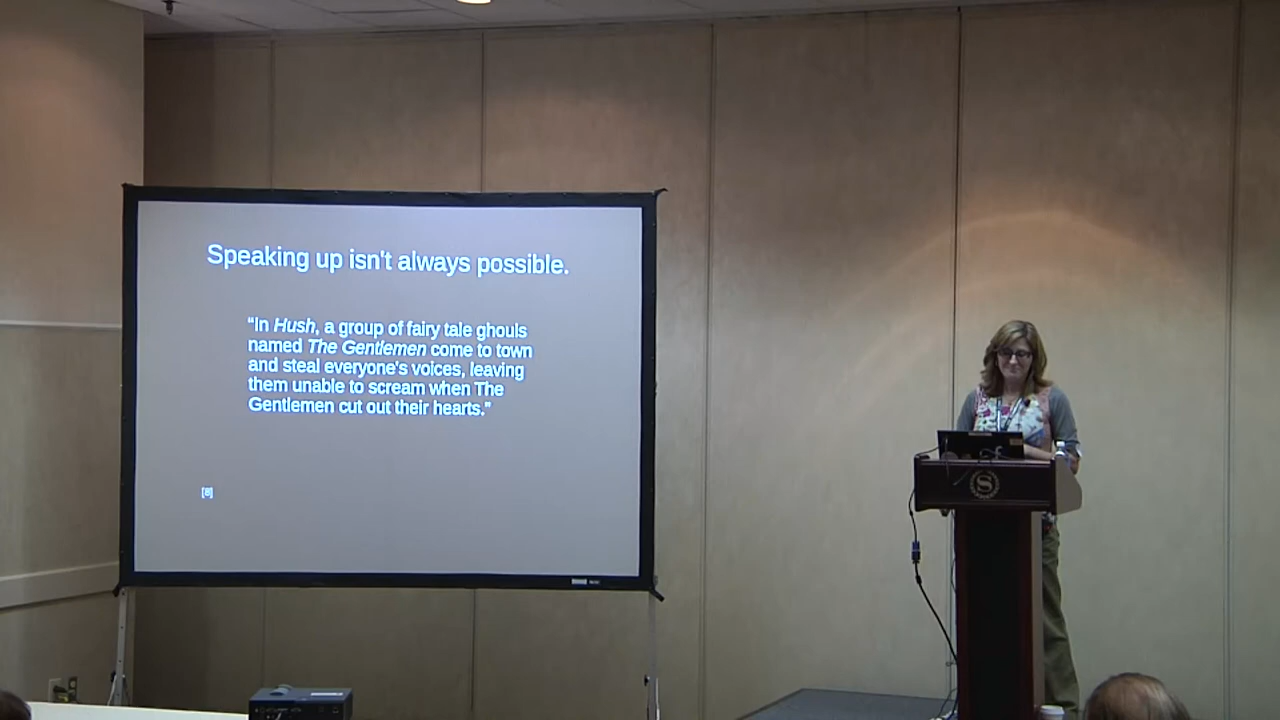 Speaking up isn't always possible.
“In Hush, a group of fairy tale ghouls
named The Gentlemen come to town
and steal everyone's voices, leaving
them unable to scream when The
Gentlemen cut out their hearts.”
[8]
S